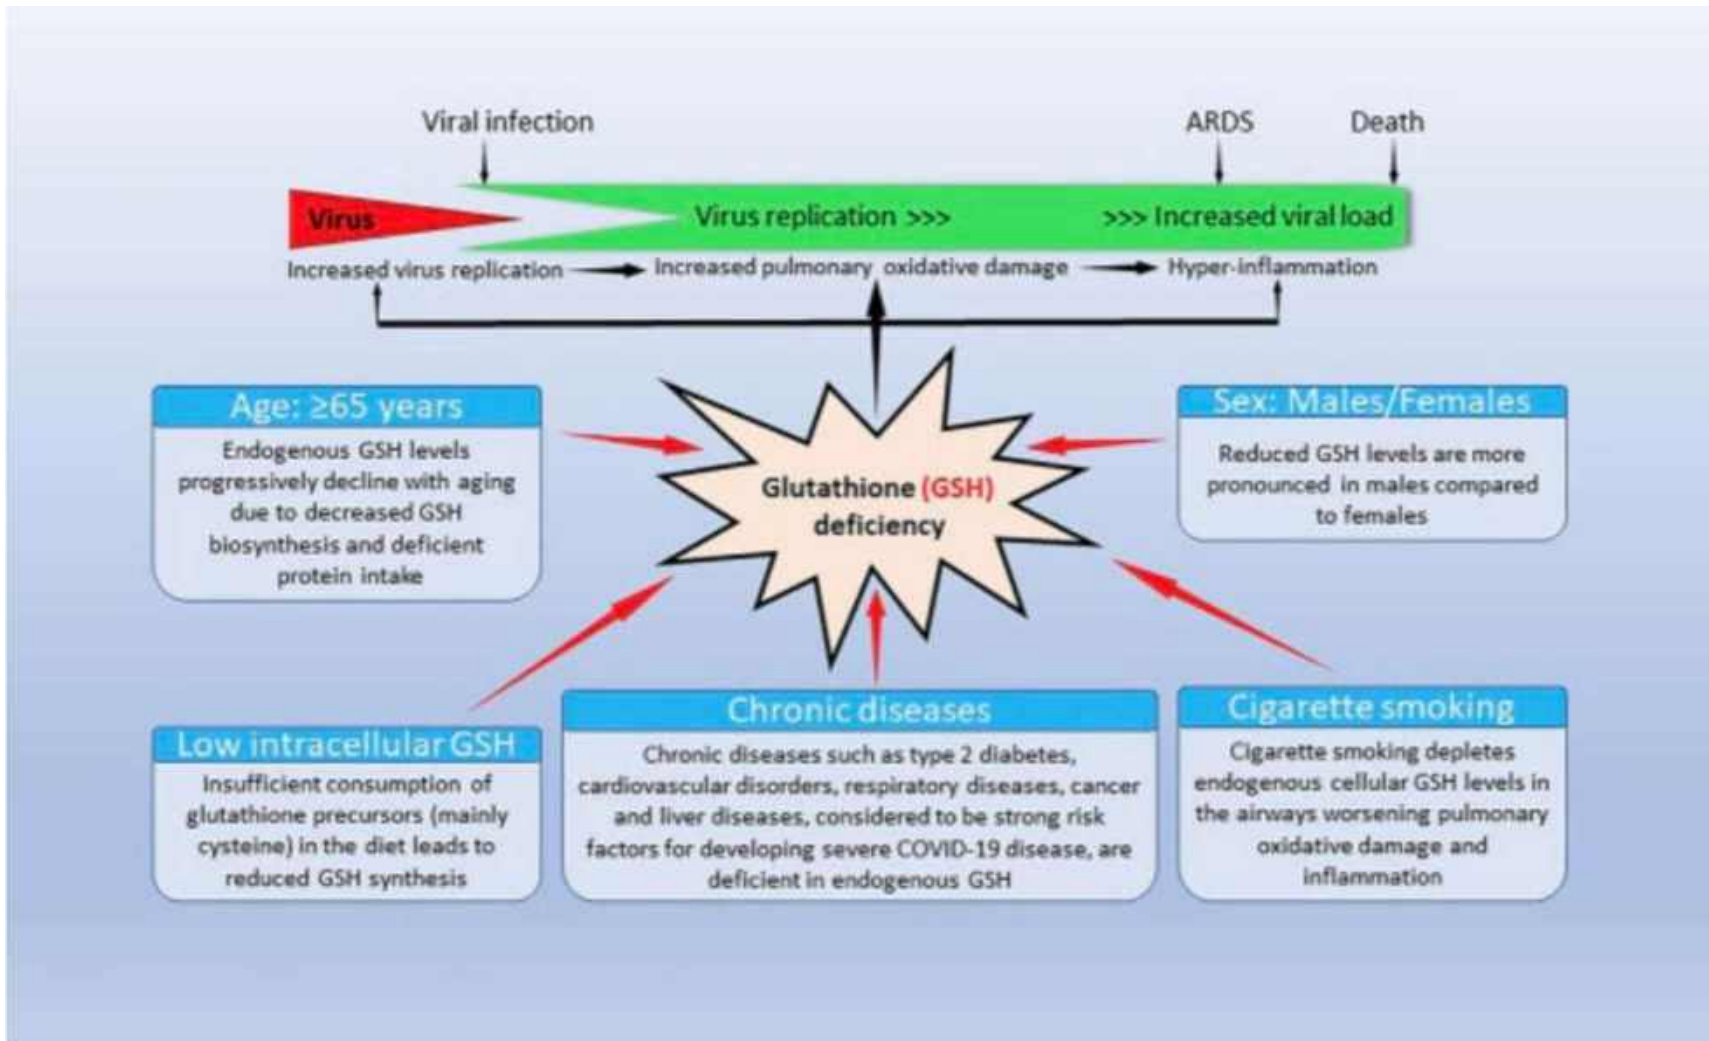 Viral infection
ARDS
Death
Virus
Virus replication >>>
>>> Increased viral load
Increased virus replication
Increased pulmonary oxidative damage
Hyper-inflammation
Age: ≥65 years
Endogenous GSH levels
progressively decline with aging
due to decreased GSH
biosynthesis and deficient
protein intake
Glutathione (GSH)
deficiency
Sex: Males/Females
Reduced GSH levels are more
pronounced in males compared
to females
Low intracellular GSH
Insufficient consumption of
glutathione precursors (mainly
cysteine) in the diet leads to
reduced GSH synthesis
Chronic diseases
Chronic diseases such as type 2 diabetes,
cardiovascular disorders, respiratory diseases, cancer
and liver diseases, considered to be strong risk
factors for developing severe COVID-19 disease, are
deficient in endogenous GSH
Cigarette smoking
Cigarette smoking depletes
endogenous cellular GSH levels in
the airways worsening pulmonary
oxidative damage and
inflammation